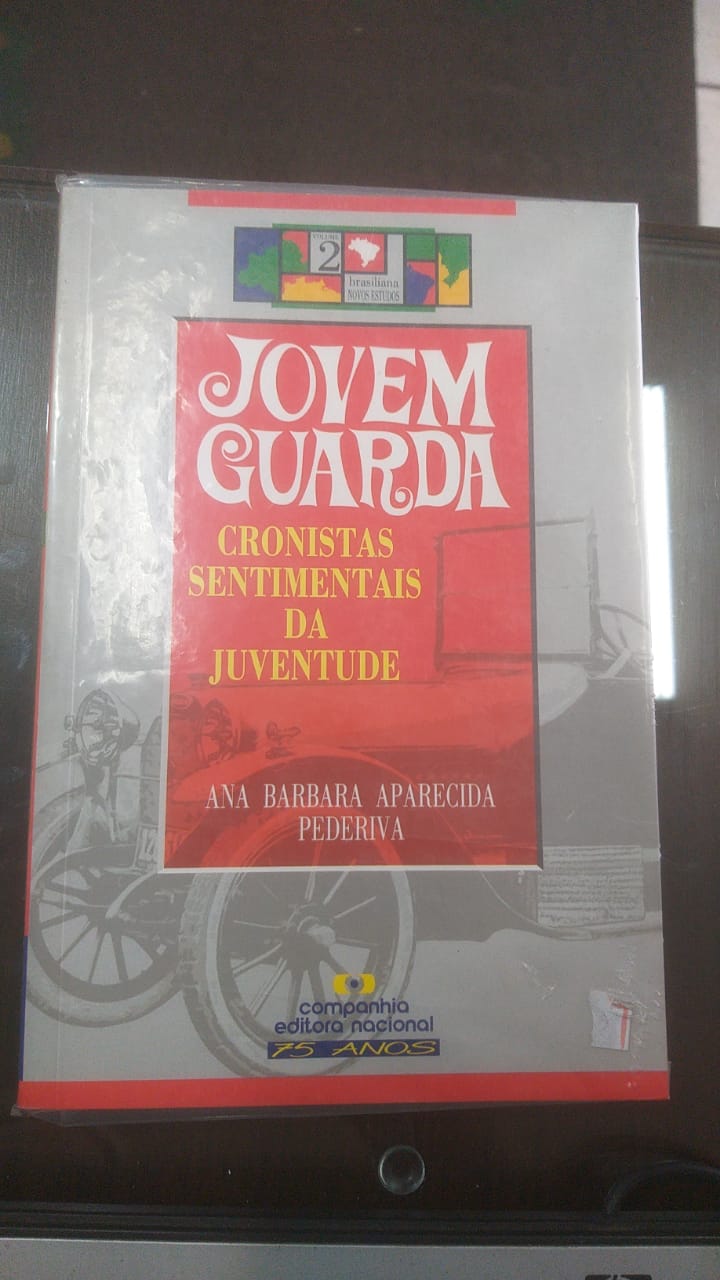 VOLUME
2
brasiliana
NOVOS ESTUDOS
JOVEM
GUARDA
CRONISTAS
SENTIMENTAIS
DA
JUVENTUDE
ANA BARBARA APARECIDA
PEDERIVA
companhia
editora nacional
75 ANOS